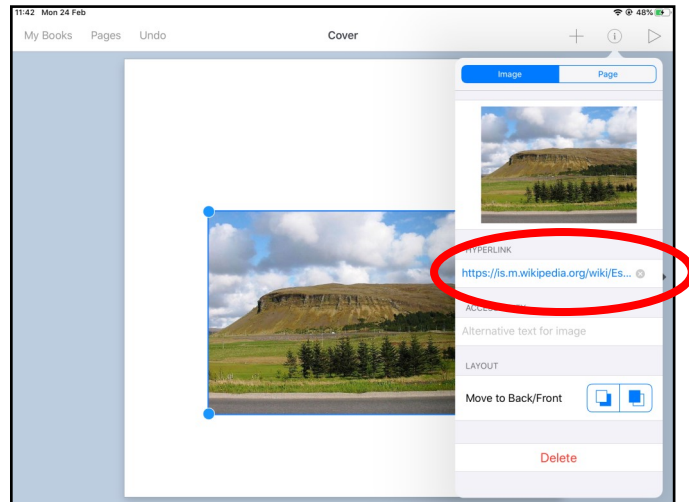 11:42 Mon 24 Feb
48%
My Books Pages Undo
Cover
Image Page
HYPERLINK
https://is.m.wikipedia.org/wiki/Es...
Alternative text for image
LAYOUT
Move to Back/Front
Delete